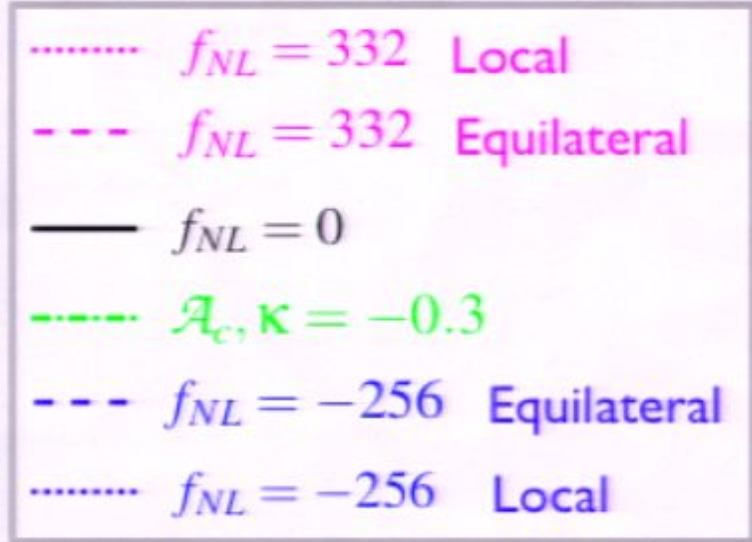 f_NL = 332 Local
f_NL = 332 Equilateral
f_NL = 0
𝒜_c, κ = −0.3
f_NL = −256 Equilateral
f_NL = −256 Local